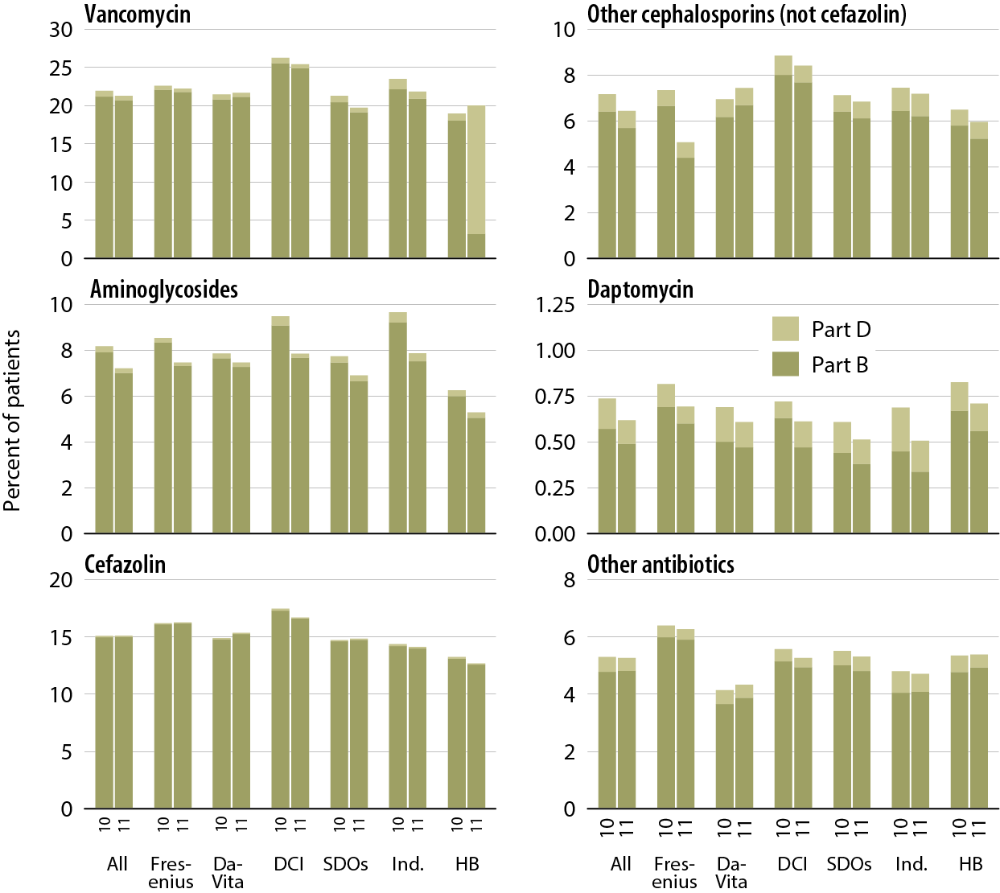 Vancomycin
30
25
20
15
10
5
0
Other cephalosporins (not cefazolin)
10
8
6
4
2
0
Aminoglycosides
10
8
6
4
2
0
Daptomycin
1.25
1.00
0.75
0.50
0.25
0.00
Part D
Part B
Percent of patients
Cefazolin
20
15
10
5
0
10 11 10 11 10 11 10 11 10 11 10 11 10 11
All Fres- Da- DCI SDOs Ind. HB
enius Vita
Other antibiotics
8
6
4
2
0
10 11 10 11 10 11 10 11 10 11 10 11 10 11
All Fres- Da- DCI SDOs Ind. HB
enius Vita